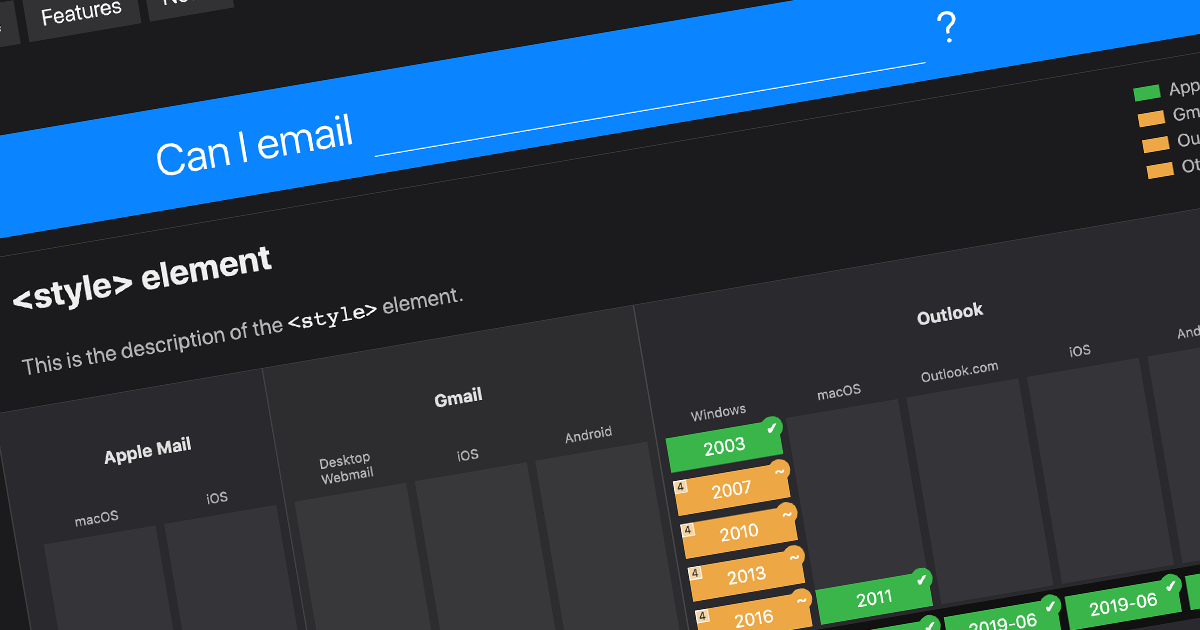 Features
Can I email
?
App
Gm
Ou
Ot
<style> element
This is the description of the <style> element.
Apple Mail
macOS
iOS
Gmail
Desktop
Webmail
iOS
Android
Outlook
Windows
macOS
Outlook.com
iOS
And
2003
4 2007 ~
4 2010 ~
4 2013 ~
4 2016 ~
2011
2019-06
2019-06